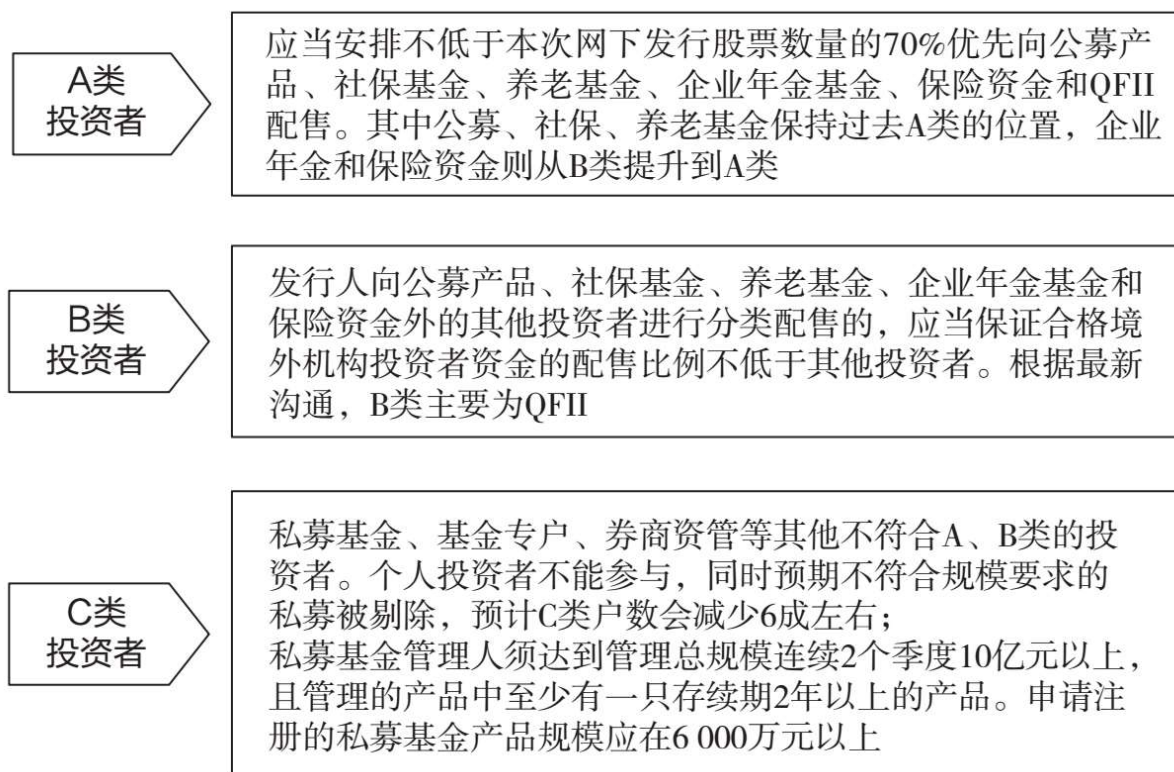 A类
投资者
应当安排不低于本次网下发行股票数量的70%优先向公募产
品、社保基金、养老基金、企业年金基金、保险资金和QFII
配售。其中公募、社保、养老基金保持过去A类的位置，企业
年金和保险资金则从B类提升到A类
B类
投资者
发行人向公募产品、社保基金、养老基金、企业年金基金和
保险资金外的其他投资者进行分类配售的，应当保证合格境
外机构投资者资金的配售比例不低于其他投资者。根据最新
沟通，B类主要为QFII
C类
投资者
私募基金、基金专户、券商资管等其他不符合A、B类的投
资者。个人投资者不能参与，同时预期不符合规模要求的
私募被剔除，预计C类户数会减少6成左右；
私募基金管理人须达到管理总规模连续2个季度10亿元以上，
且管理的产品中至少有一只存续期2年以上的产品。申请注
册的私募基金产品规模应在6 000万元以上